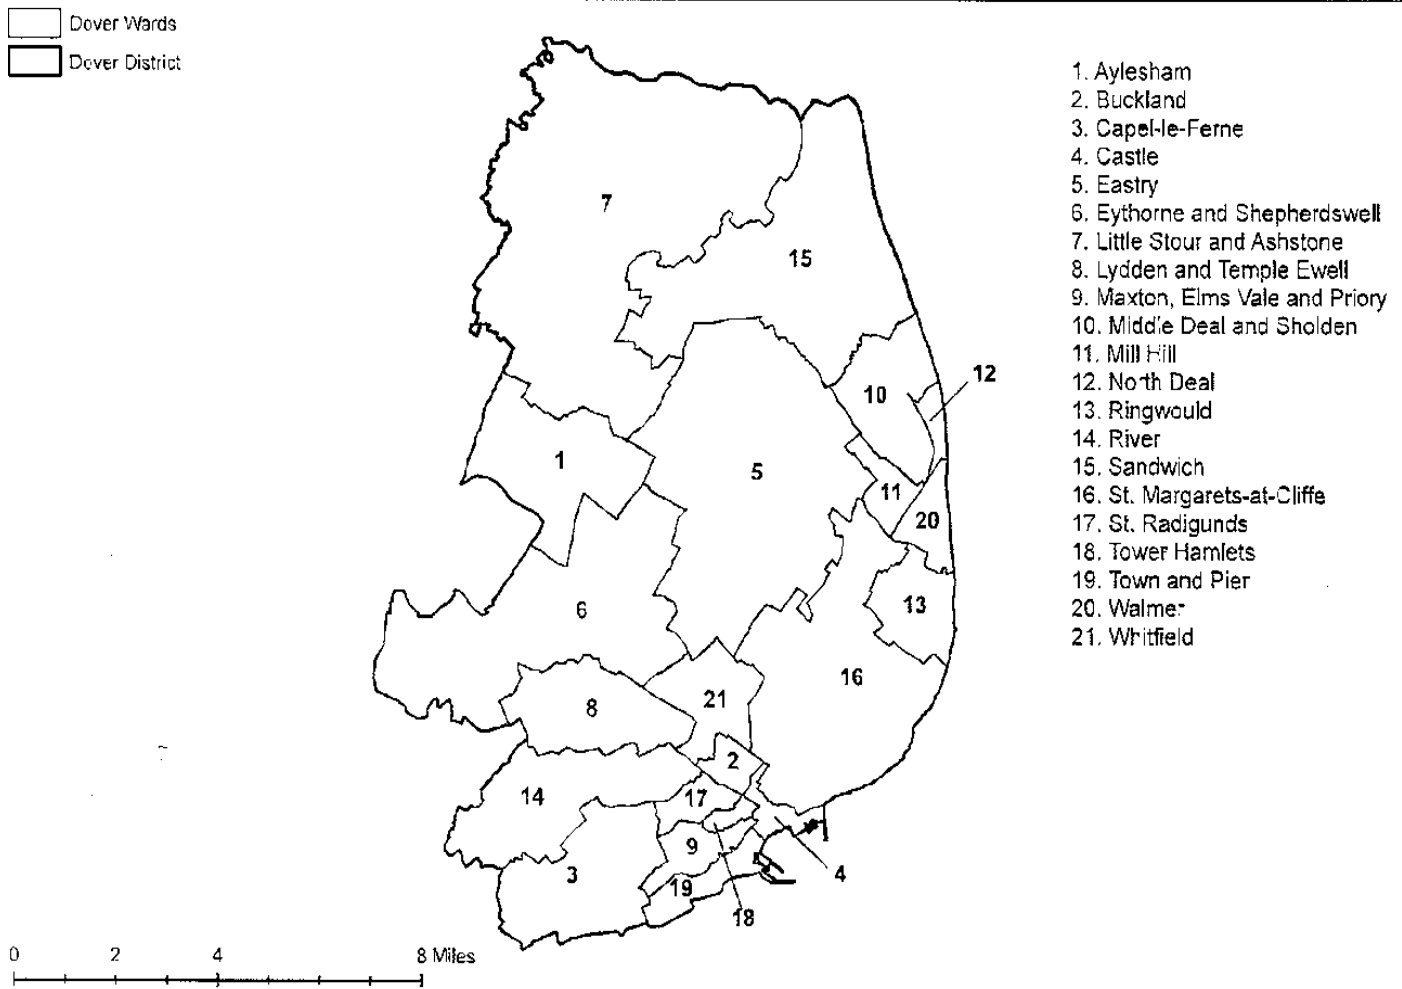 Dover Wards
Dover District
1. Aylesham
2. Buckland
3. Capel-le-Ferne
4. Castle
5. Eastry
6. Eythorne and Shepherdswell
7. Little Stour and Ashstone
8. Lydden and Temple Ewell
9. Maxton, Elms Vale and Priory
10. Middle Deal and Sholden
11. Mill Hill
12. North Deal
13. Ringwould
14. River
15. Sandwich
16. St. Margarets-at-Cliffe
17. St. Radigunds
18. Tower Hamlets
19. Town and Pier
20. Walmer
21. Whitfield
7
15
12
10
1
5
11
20
6
13
16
21
8
2
14
17
9
3
4
19
18
0 2 4 8 Miles